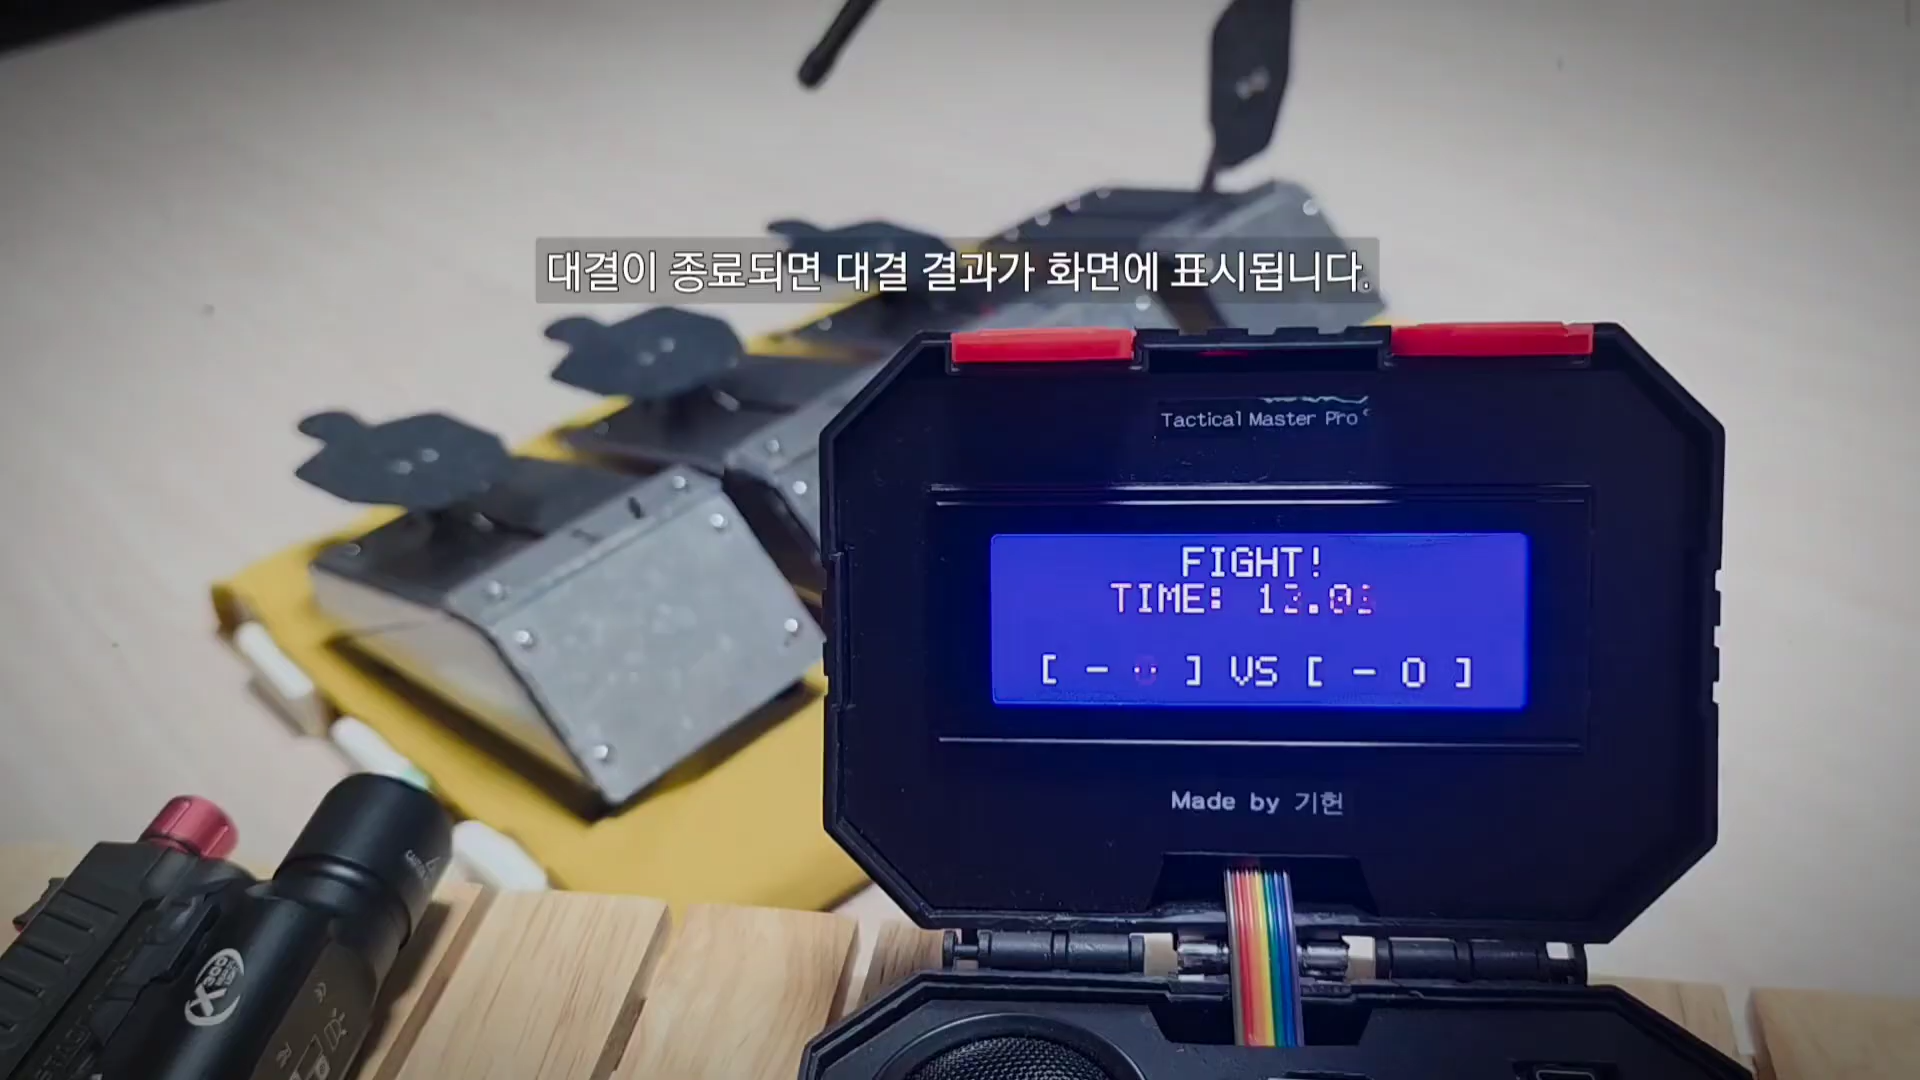 대결이 종료되면 대결 결과가 화면에 표시됩니다.
Tactical Master Pro
FIGHT!
TIME:
[ - ] VS [ - 0 ]
Made by 기헌
X300